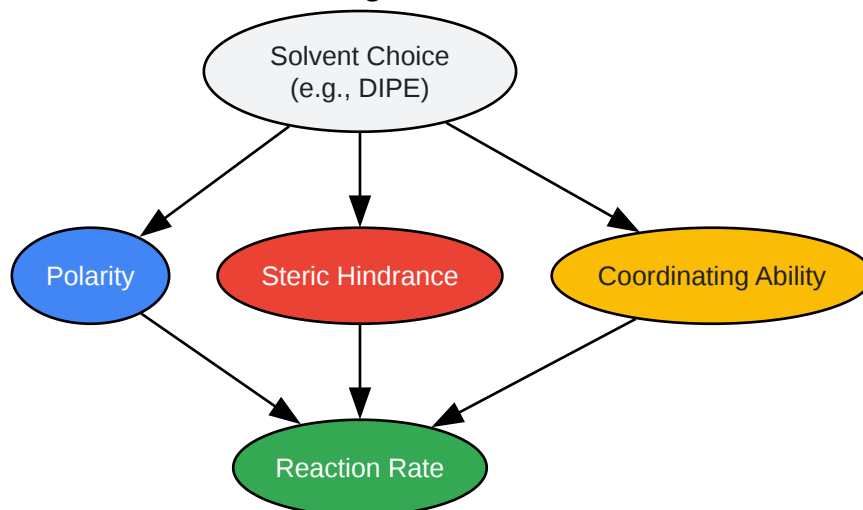 Solvent Choice
(e.g., DIPE)
Polarity
Steric Hindrance
Coordinating Ability
Reaction Rate